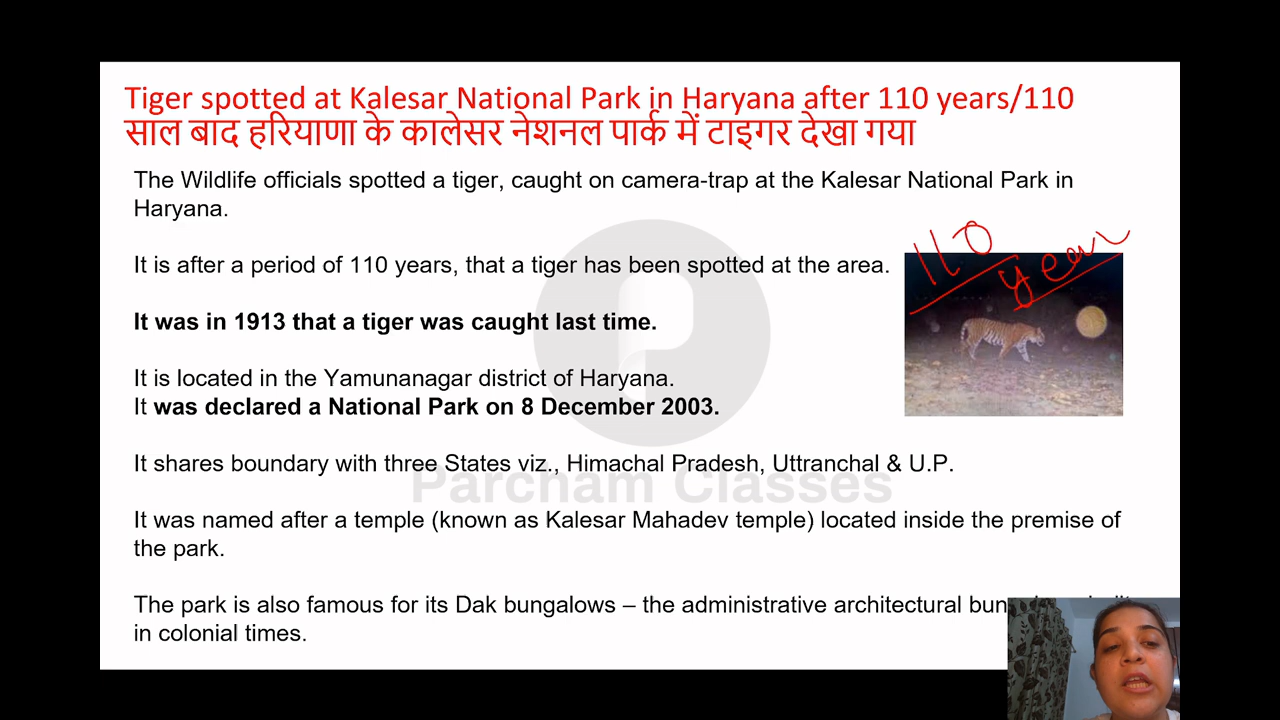 Tiger spotted at Kalesar National Park in Haryana after 110 years/110
साल बाद हरियाणा के कालेसर नेशनल पार्क में टाइगर देखा गया
The Wildlife officials spotted a tiger, caught on camera-trap at the Kalesar National Park in
Haryana.
110
year
It is after a period of 110 years, that a tiger has been spotted at the area.
It was in 1913 that a tiger was caught last time.
It is located in the Yamunanagar district of Haryana.
It was declared a National Park on 8 December 2003.
It shares boundary with three States viz., Himachal Pradesh, Uttranchal & U.P.
Parcham Classes
It was named after a temple (known as Kalesar Mahadev temple) located inside the premise of
the park.
The park is also famous for its Dak bungalows – the administrative architectural
in colonial times.